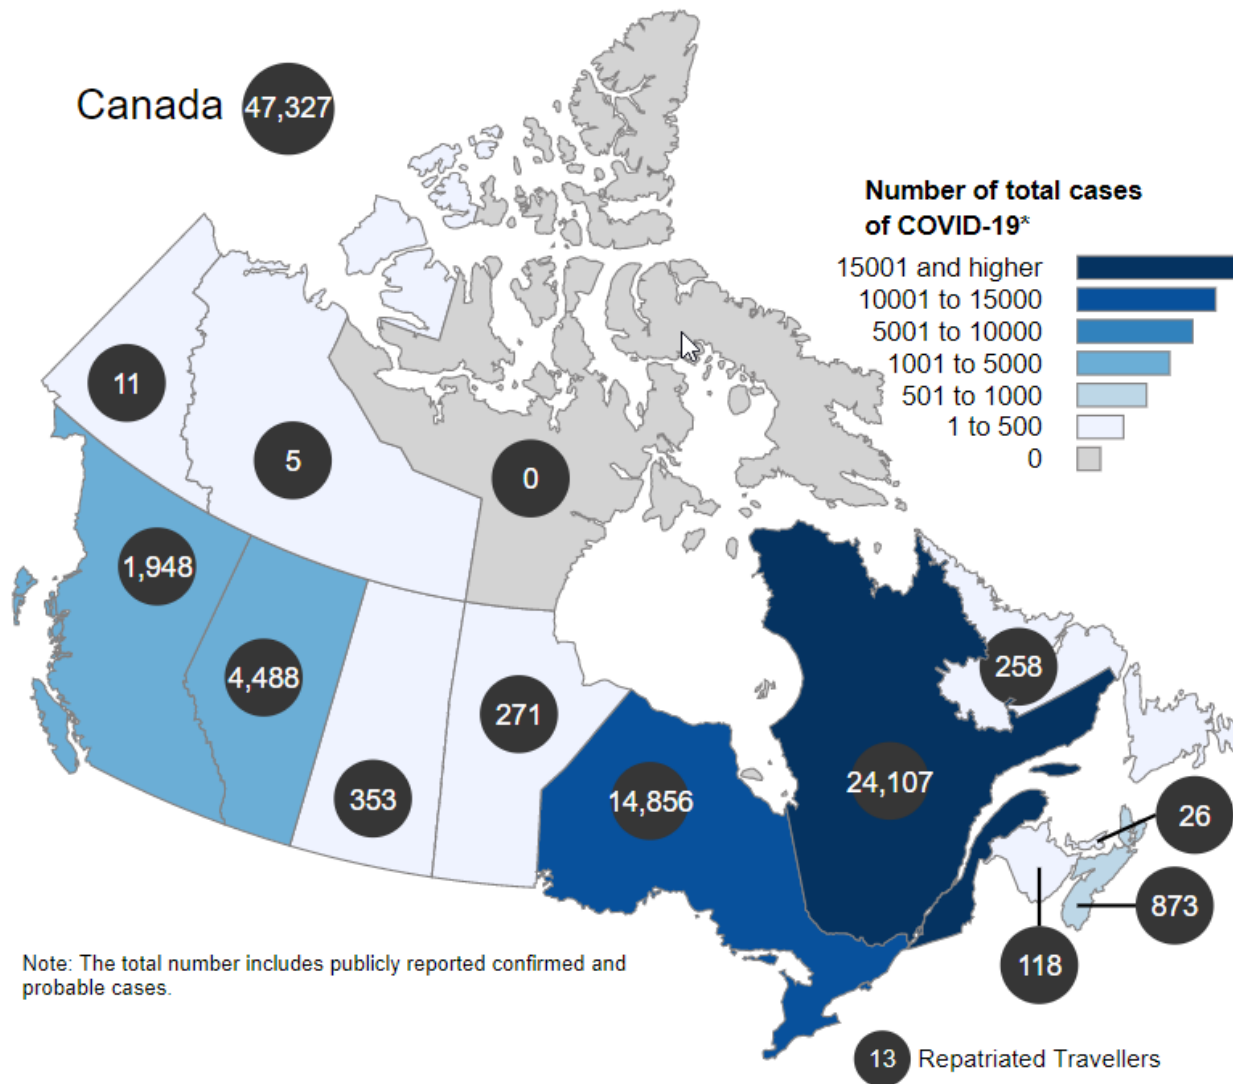 Canada 47,327
Number of total cases
of COVID-19*
15001 and higher
10001 to 15000
5001 to 10000
1001 to 5000
501 to 1000
1 to 500
0
11
5
0
1,948
4,488
353
271
14,856
24,107
258
26
873
118
Note: The total number includes publicly reported confirmed and
probable cases.
13 Repatriated Travellers